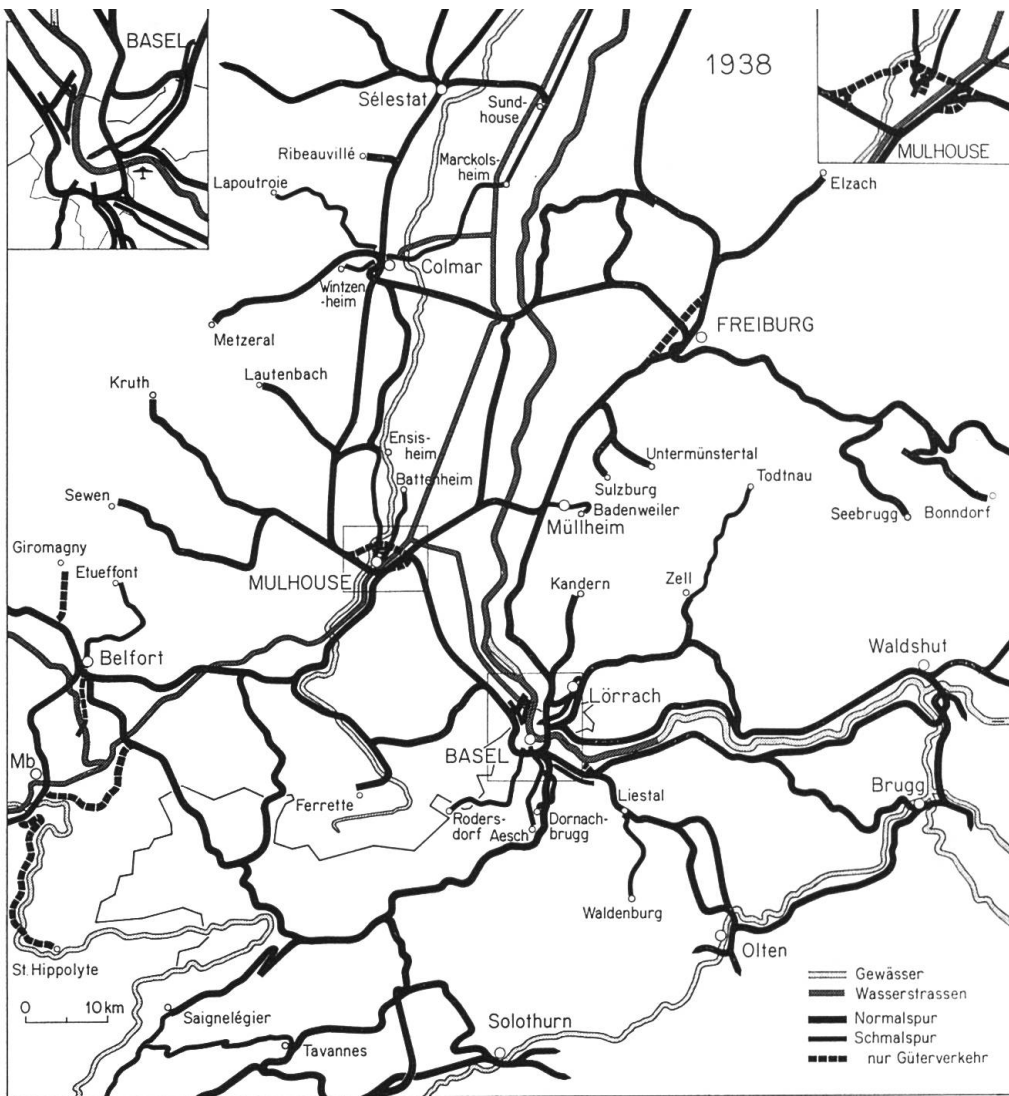 BASEL
1938
MULHOUSE
Sélestat
Sund-
house
Ribeauvillé
Marckols-
heim
Lapoutroie
Elzach
Colmar
Wintzen
-heim
Metzeral
FREIBURG
Kruth
Lautenbach
Ensis-
heim
Battenheim
Untermünstertal
Sulzburg
Todtnau
Sewen
Badenweiler
Müllheim
Seebrugg
Bonndorf
Giromagny
Etueffont
MULHOUSE
Kandern
Zell
Belfort
Waldshut
Lörrach
BASEL
Mb
Ferrette
Roders-
dorf
Aesch
Dornach-
brugg
Liestal
Brugg
Waldenburg
Olten
St. Hippolyte
0 10 km
Saignelégier
Solothurn
Tavannes
Gewässer
Wasserstrassen
Normalspur
Schmalspur
nur Güterverkehr